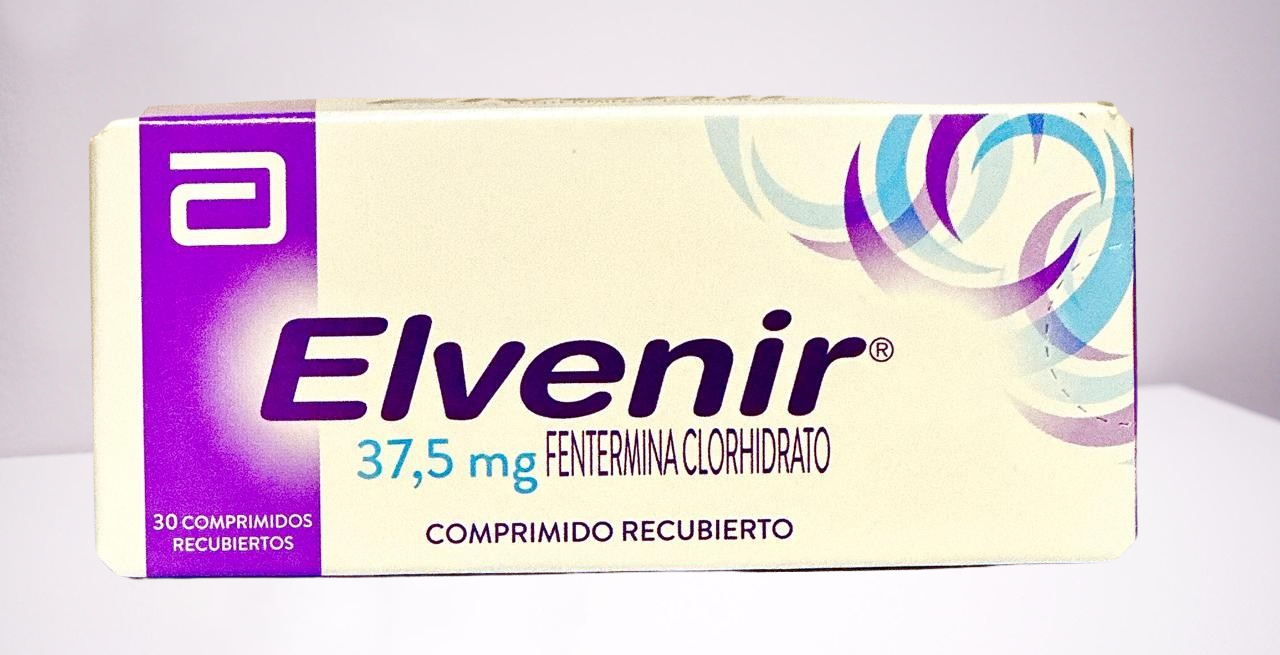 Elvenir®
37,5 mg FENTERMINA CLORHIDRATO
COMPRIMIDO RECUBIERTO
30 COMPRIMIDOS
RECUBIERTOS